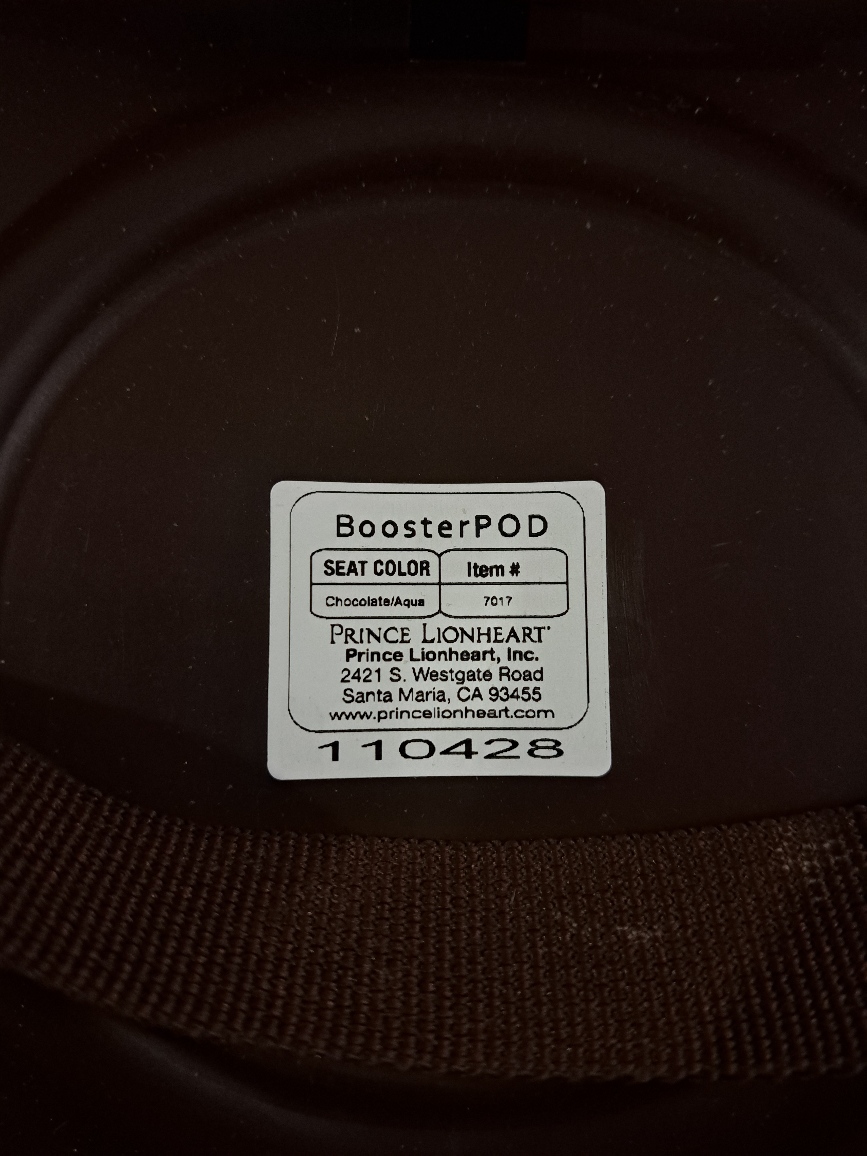 BoosterPOD
SEAT COLOR Item #
Chocolate/Aqua 7017
PRINCE LIONHEART®
Prince Lionheart, Inc.
2421 S. Westgate Road
Santa Maria, CA 93455
www.princelionheart.com
110428